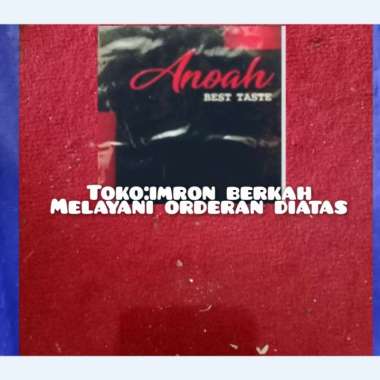 Anoah
BEST TASTE
TOKO:IMRON BERKAH
MELAYANI ORDERAN DIATAS